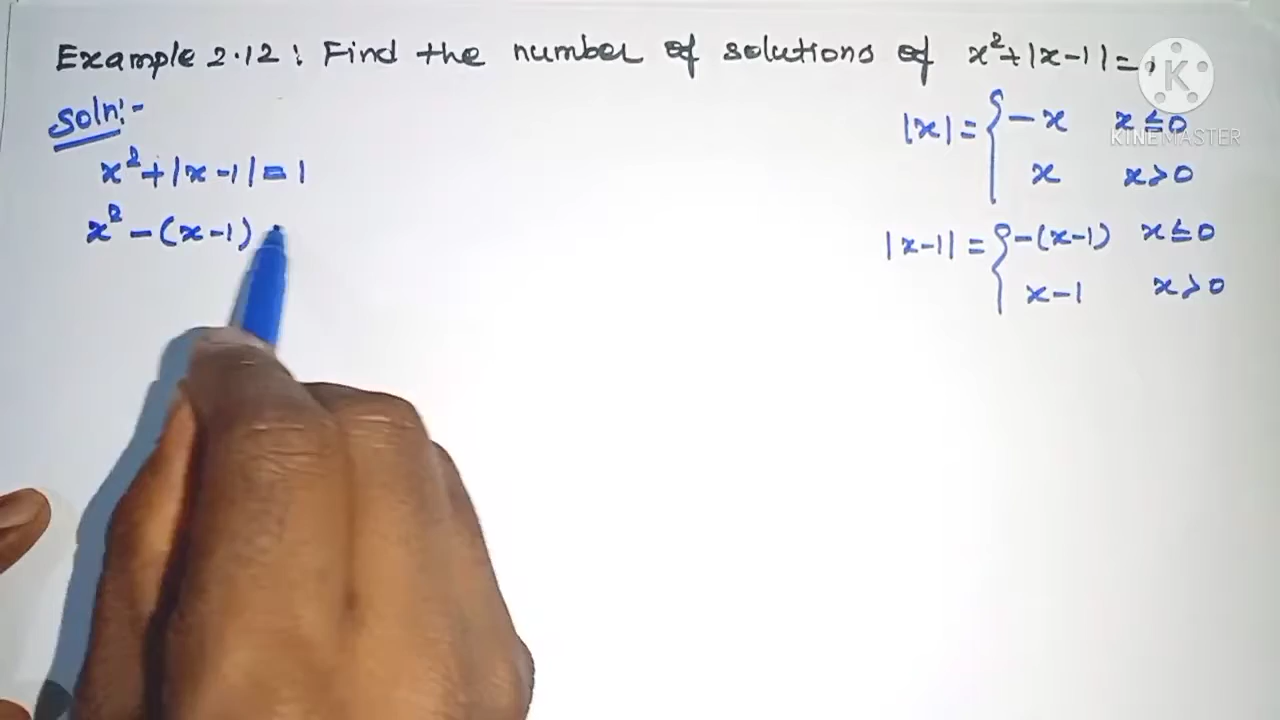 Example 2.12: Find the number of solutions of x²+|x-1|=1
Soln:-
x²+|x-1|=1
x²-(x-1)
|x|={-x x≤0
x x>0
|x-1|={-(x-1) x≤0
x-1 x>0
K
KINEMASTER